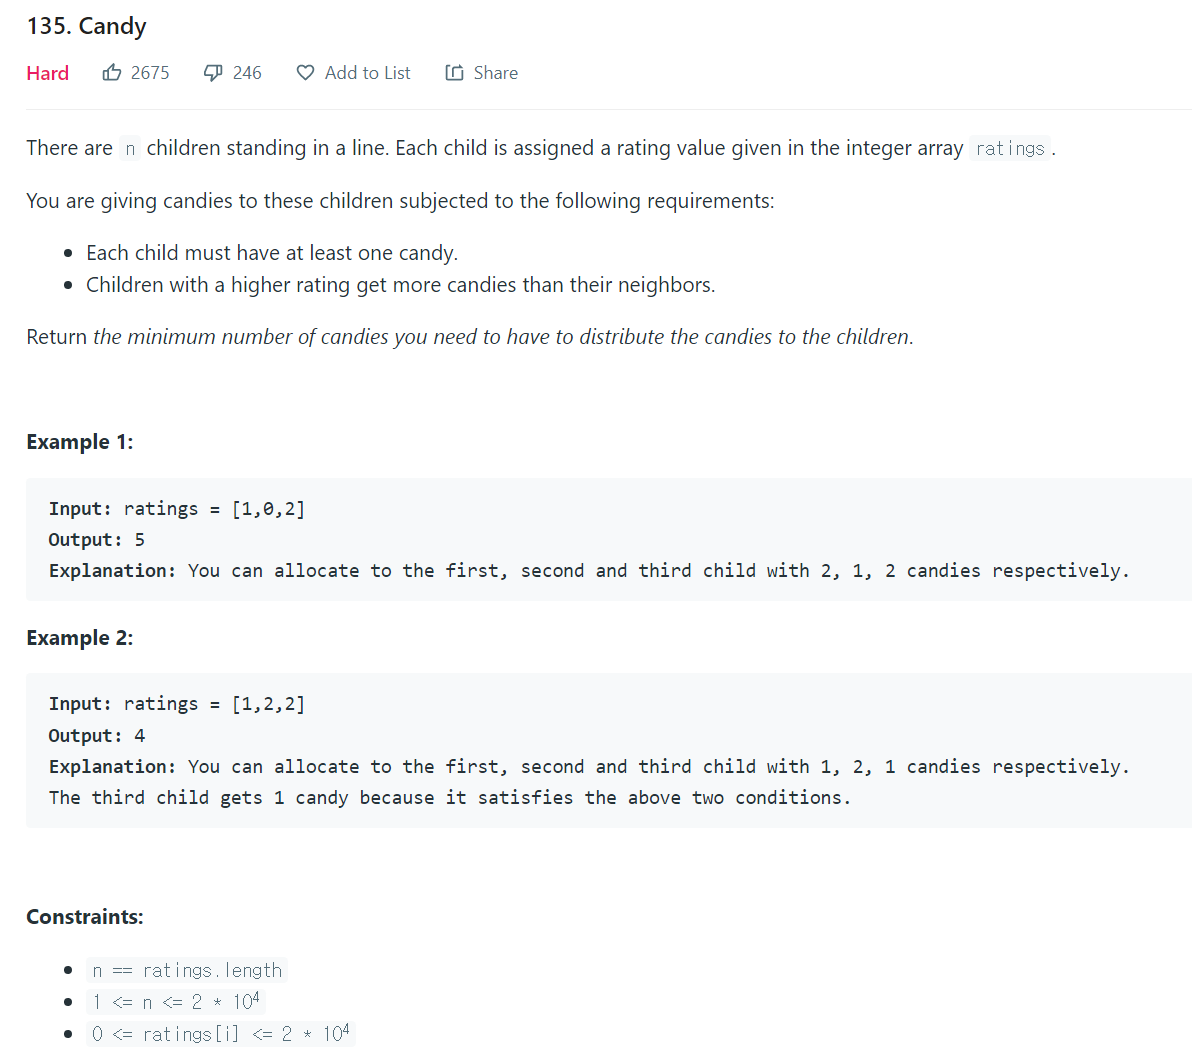 135. Candy
Hard 2675 246 Add to List Share
There are n children standing in a line. Each child is assigned a rating value given in the integer array ratings.
You are giving candies to these children subjected to the following requirements:
• Each child must have at least one candy.
• Children with a higher rating get more candies than their neighbors.
Return the minimum number of candies you need to have to distribute the candies to the children.
Example 1:
Input: ratings = [1,0,2]
Output: 5
Explanation: You can allocate to the first, second and third child with 2, 1, 2 candies respectively.
Example 2:
Input: ratings = [1,2,2]
Output: 4
Explanation: You can allocate to the first, second and third child with 1, 2, 1 candies respectively.
The third child gets 1 candy because it satisfies the above two conditions.
Constraints:
• n == ratings.length
• 1 <= n <= 2 * 10⁴
• 0 <= ratings[i] <= 2 * 10⁴